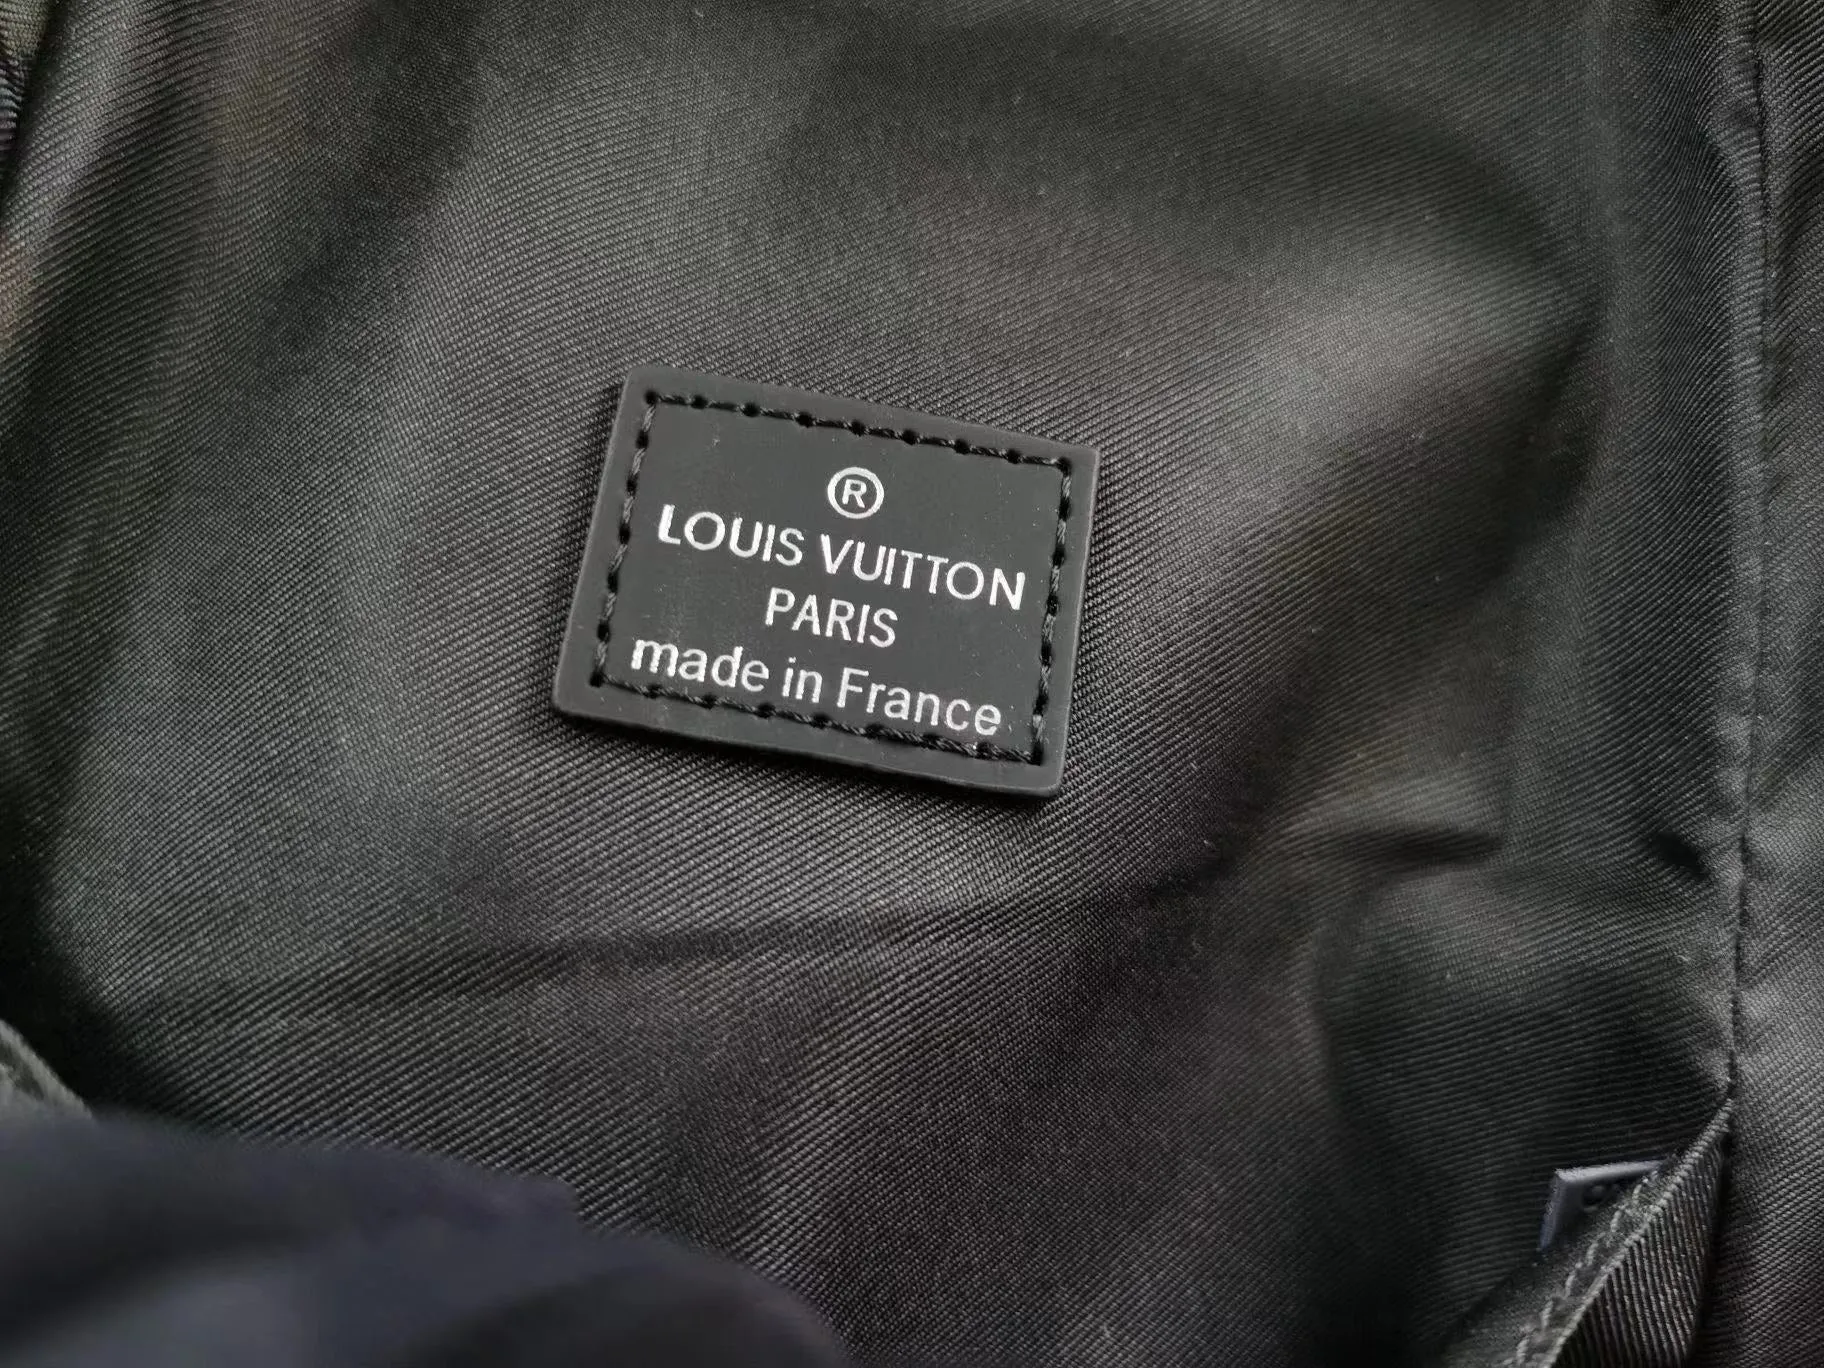 ®
LOUIS VUITTON
PARIS
made in France